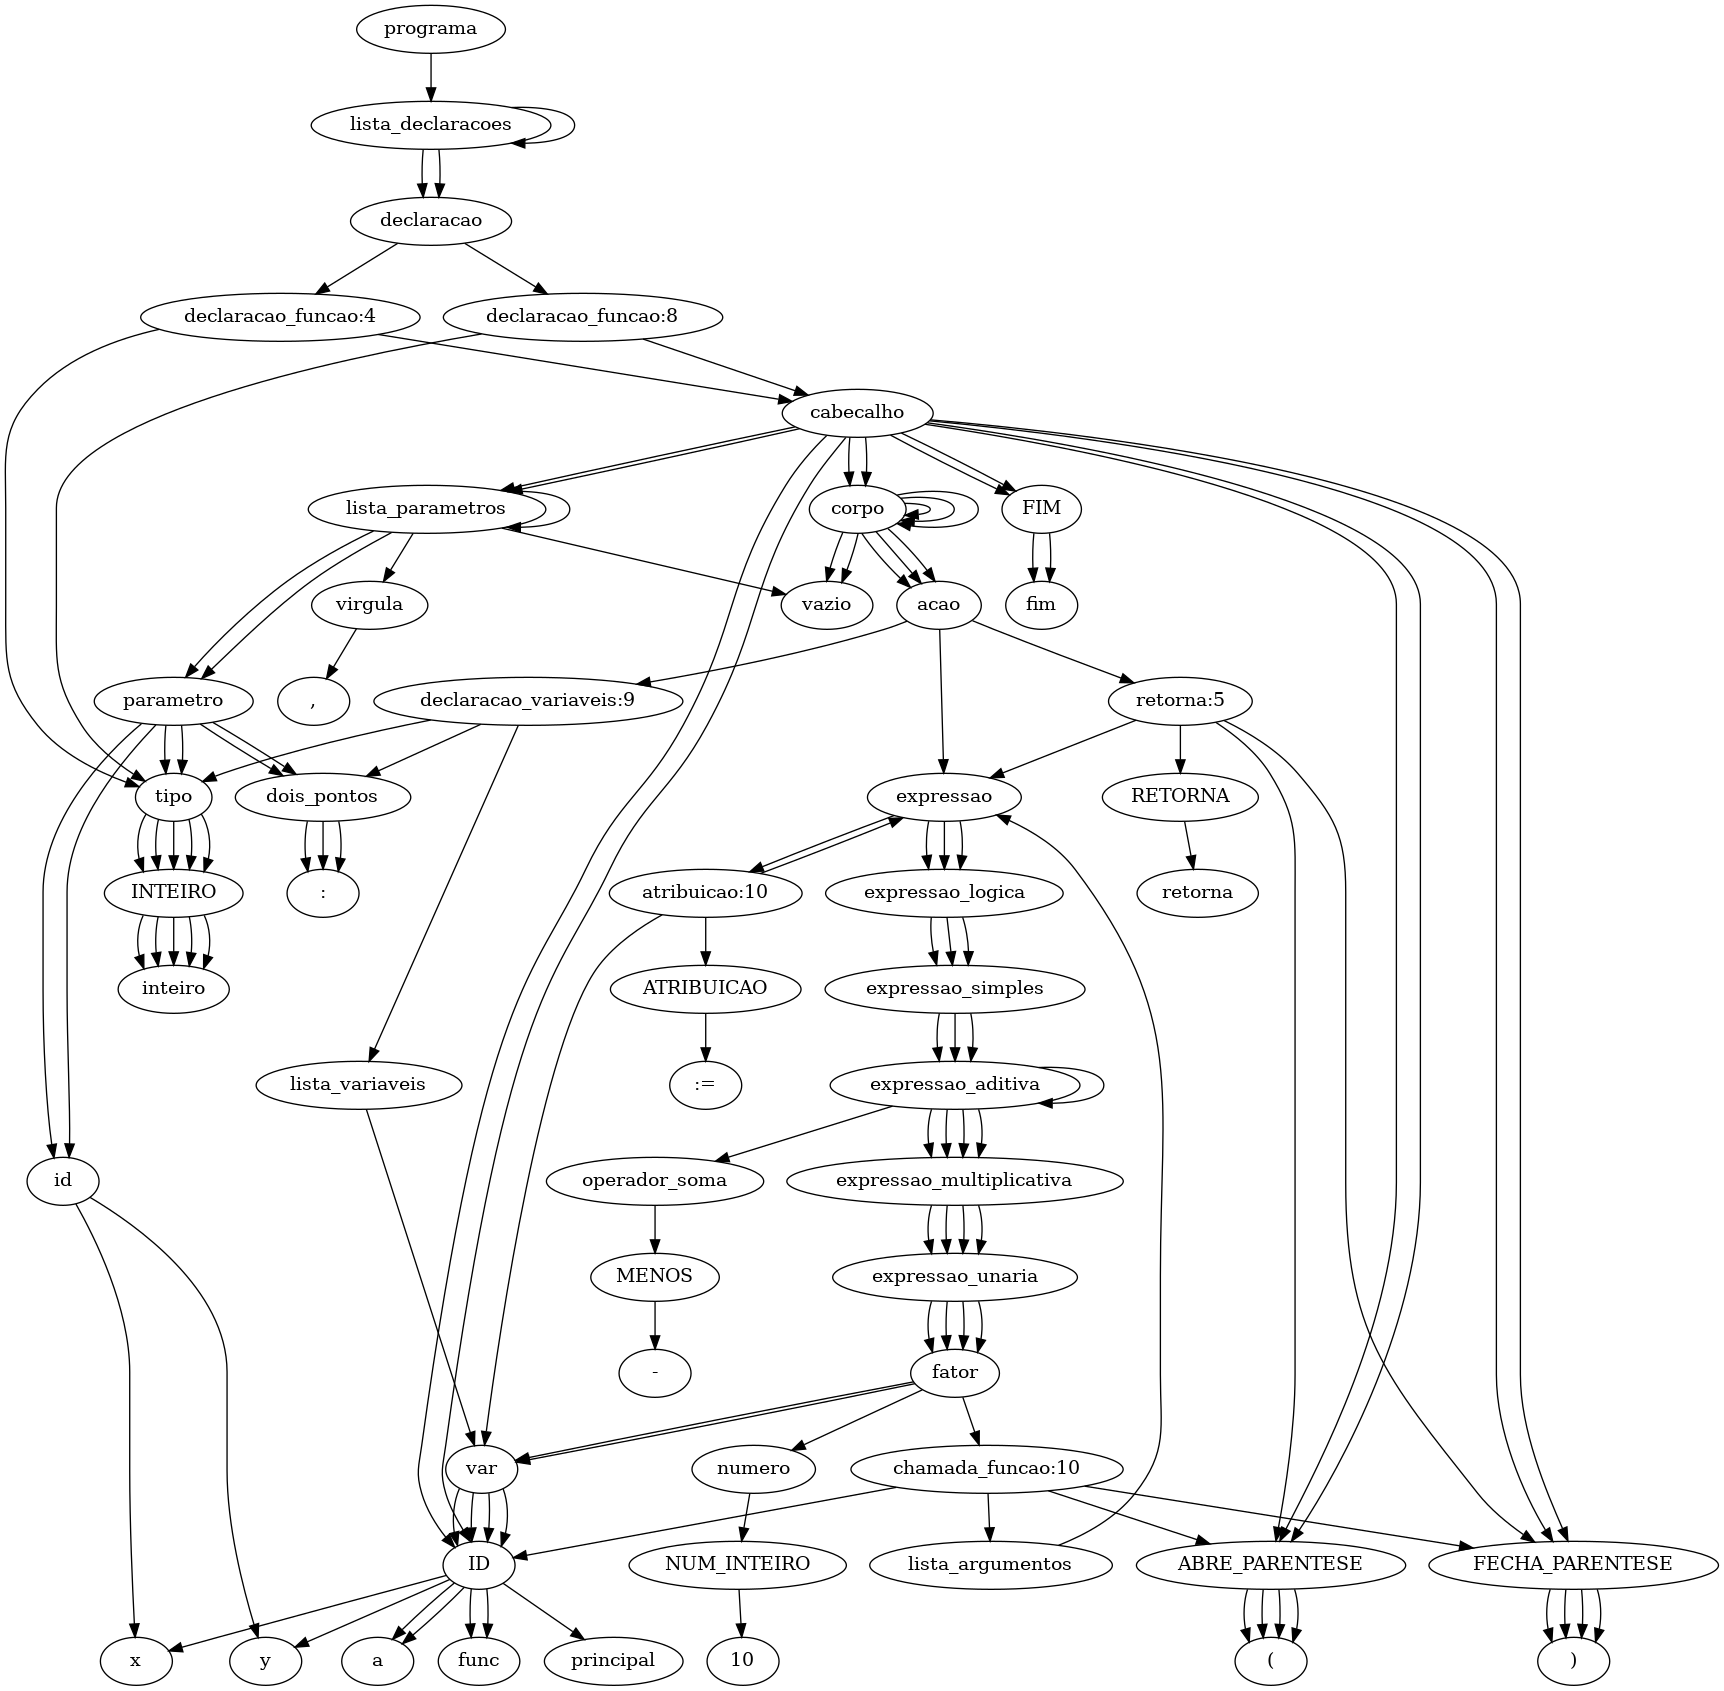 programa
lista_declaracoes
declaracao
declaracao_funcao:4 declaracao_funcao:8
cabecalho
lista_parametros corpo FIM
virgula vazio acao fim
parametro , declaracao_variaveis:9 retorna:5
tipo dois_pontos expressao RETORNA
INTEIRO : atribuicao:10 expressao_logica retorna
inteiro ATRIBUICAO expressao_simples
lista_variaveis := expressao_aditiva
id operador_soma expressao_multiplicativa
MENOS expressao_unaria
- fator
var numero chamada_funcao:10
ID NUM_INTEIRO lista_argumentos ABRE_PARENTESE FECHA_PARENTESE
x y a func principal 10 ( )